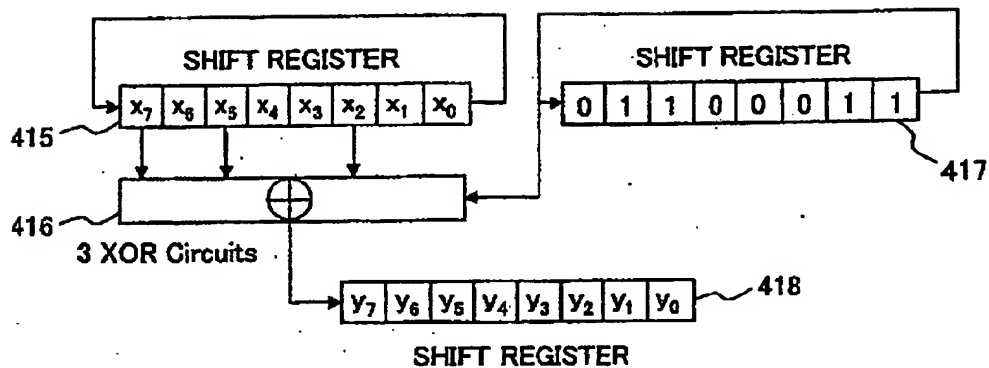 SHIFT REGISTER
SHIFT REGISTER
x7 x6 x5 x4 x3 x2 x1 x0
0 1 1 0 0 0 1 1
415
417
416
3 XOR Circuits
y7 y6 y5 y4 y3 y2 y1 y0
418
SHIFT REGISTER